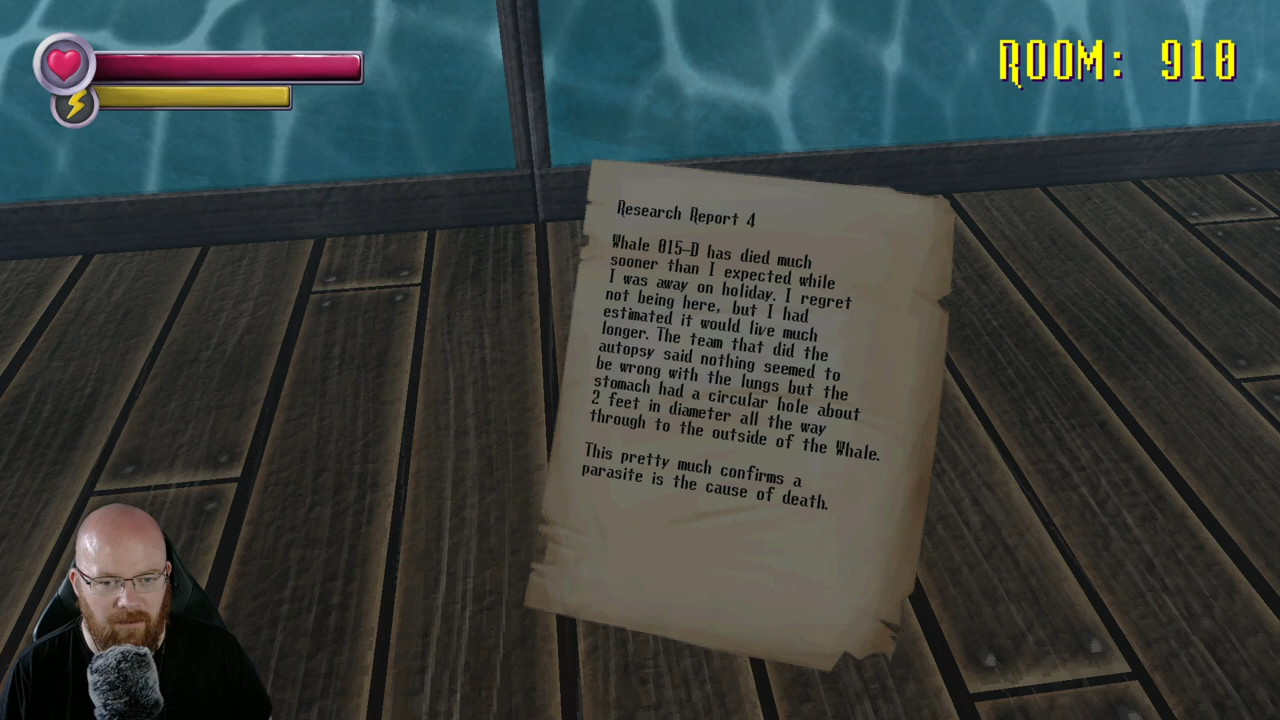 ROOM: 910
Research Report 4
Whale 015-D has died much
sooner than I expected while
I was away on holiday. I regret
not being here, but I had
estimated it would live much
longer. The team that did the
autopsy said nothing seemed to
be wrong with the lungs but the
stomach had a circular hole about
2 feet in diameter all the way
through to the outside of the Whale.
This pretty much confirms a
parasite is the cause of death.